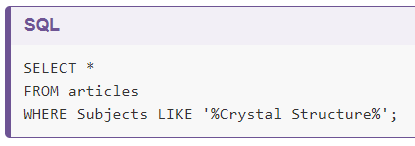 SQL
SELECT *
FROM articles
WHERE Subjects LIKE '%Crystal Structure%';